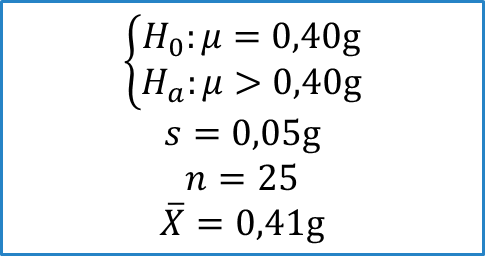 H₀: μ = 0,40g
Hₐ: μ > 0,40g
s = 0,05g
n = 25
X̄ = 0,41g